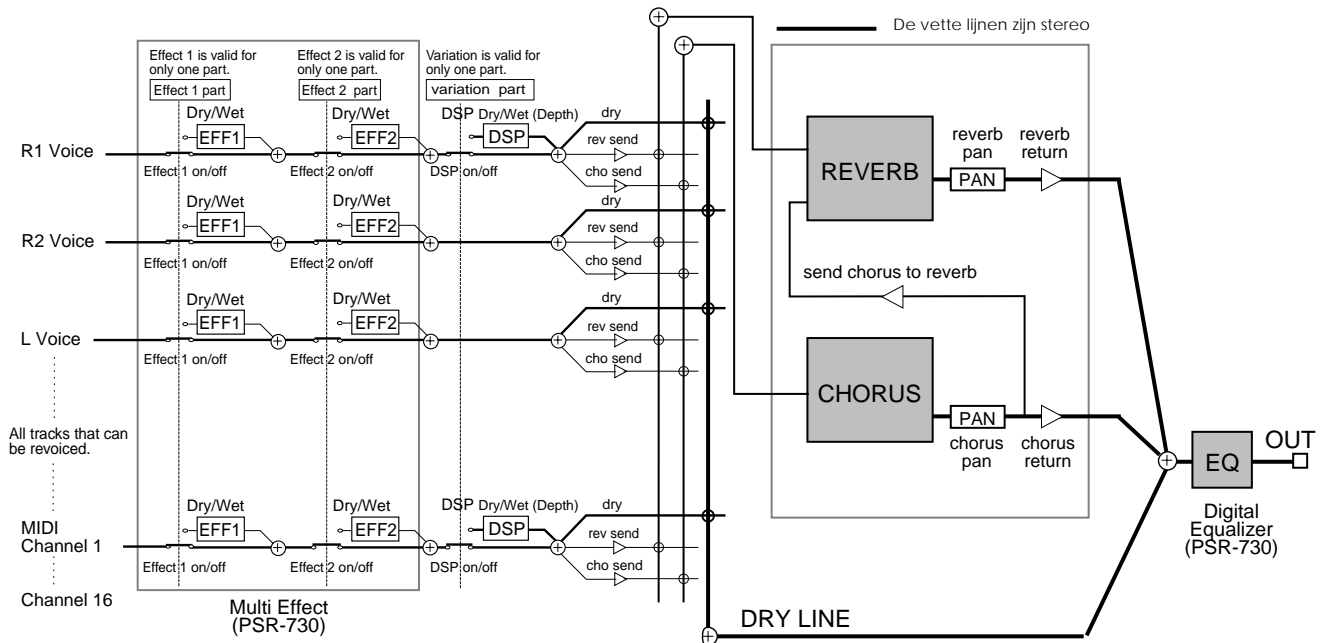 De vette lijnen zijn stereo
Effect 1 is valid for
only one part.
Effect 1 part
Effect 2 is valid for
only one part.
Effect 2 part
Variation is valid for
only one part.
variation part
R1 Voice
Dry/Wet
EFF1
Effect 1 on/off
Dry/Wet
EFF2
Effect 2 on/off
DSP Dry/Wet (Depth)
DSP
DSP on/off
dry
rev send
cho send
R2 Voice
Dry/Wet
EFF1
Effect 1 on/off
Dry/Wet
EFF2
Effect 2 on/off
dry
rev send
cho send
L Voice
Dry/Wet
EFF1
Effect 1 on/off
Dry/Wet
EFF2
Effect 2 on/off
dry
rev send
cho send
All tracks that can
be revoiced.
MIDI
Channel 1
Dry/Wet
EFF1
Effect 1 on/off
Dry/Wet
EFF2
Effect 2 on/off
DSP Dry/Wet (Depth)
DSP
DSP on/off
dry
rev send
cho send
Channel 16
Multi Effect
(PSR-730)
REVERB
reverb
pan
PAN
reverb
return
send chorus to reverb
CHORUS
PAN
chorus
pan
chorus
return
DRY LINE
EQ
OUT
Digital
Equalizer
(PSR-730)